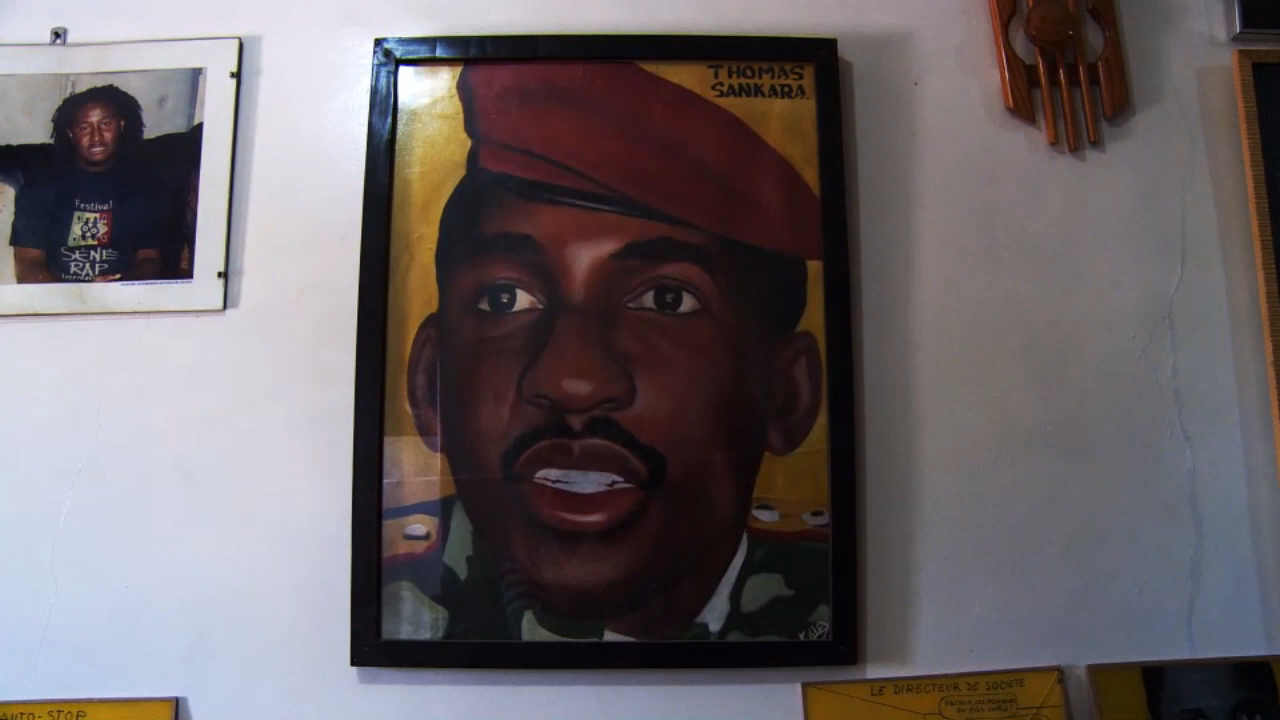 THOMAS
SANKARA
Festival
SENE
RAP
AUTO-STOP
LE DIRECTEUR DE SOCIETE